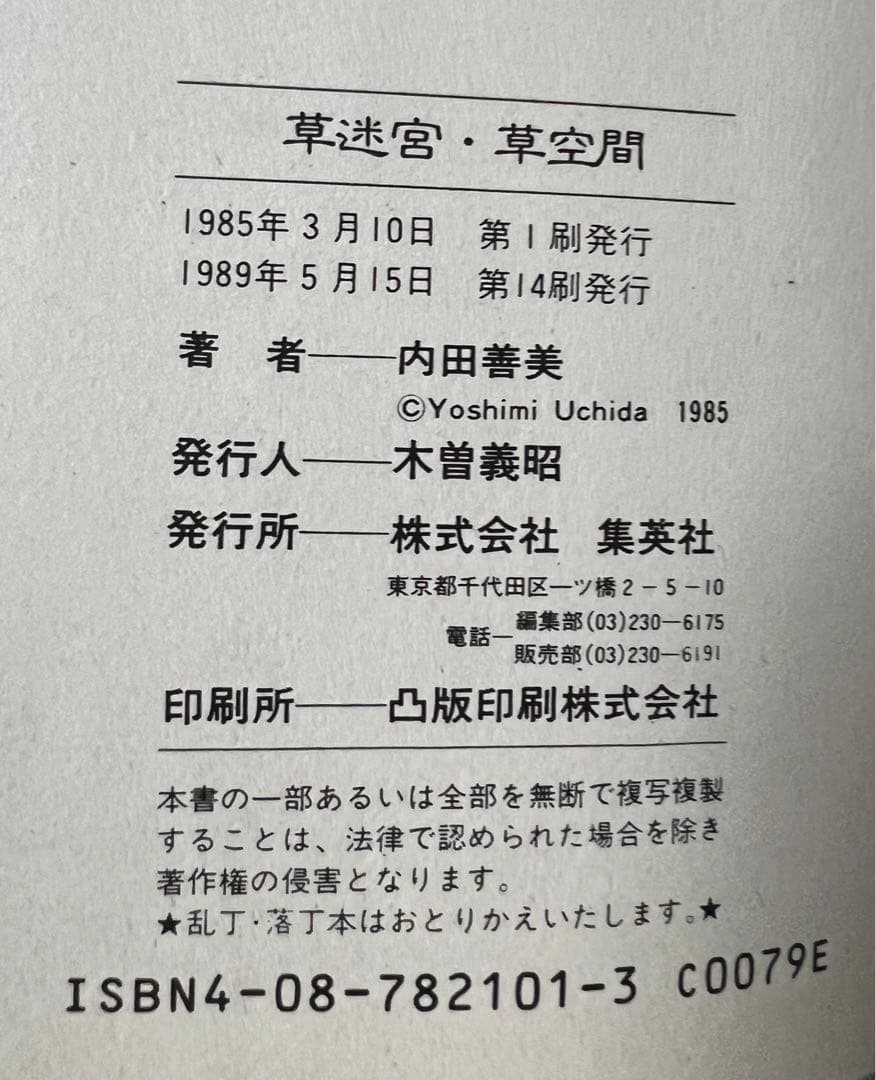 草迷宮・草空間
1985年3月10日 第1刷発行
1989年5月15日 第14刷発行
著 者――内田善美
©Yoshimi Uchida 1985
発行人――木曽義昭
発行所――株式会社 集英社
東京都千代田区一ツ橋2-5-10
電話―編集部(03)230―6175
販売部(03)230―6191
印刷所――凸版印刷株式会社
本書の一部あるいは全部を無断で複写複製
することは、法律で認められた場合を除き
著作権の侵害となります。
★乱丁・落丁本はおとりかえいたします。★
ISBN4-08-782101-3 C0079E